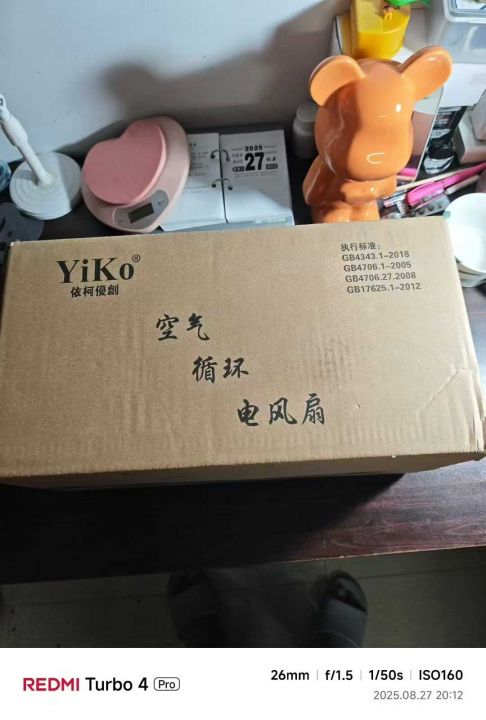 2025
27
YiKo®
依柯優創
执行标准：
GB4343.1-2018
GB4706.1-2005
GB4706.27.2008
GB17625.1-2012
空气
循环
电风扇
REDMI Turbo 4 Pro
26mm | f/1.5 | 1/50s | ISO160
2025.08.27 20:12